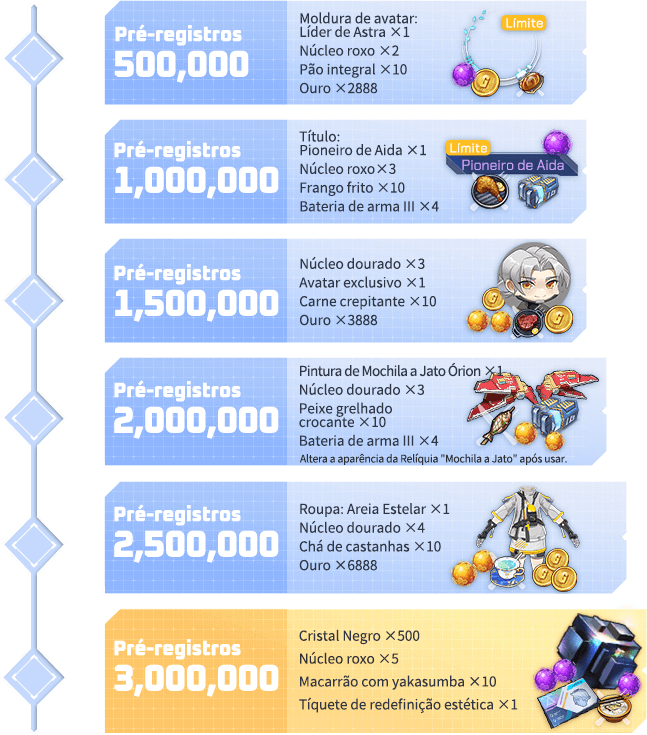 Pré-registros
500,000
Moldura de avatar:
Líder de Astra ×1
Núcleo roxo ×2
Pão integral ×10
Ouro ×2888
Límite
Pré-registros
1,000,000
Título:
Pioneiro de Aida ×1
Núcleo roxo×3
Frango frito ×10
Bateria de arma III ×4
Límite
Pioneiro de Aida
Pré-registros
1,500,000
Núcleo dourado ×3
Avatar exclusivo ×1
Carne crepitante ×10
Ouro ×3888
Pré-registros
2,000,000
Pintura de Mochila a Jato Órion ×1
Núcleo dourado ×3
Peixe grelhado
crocante ×10
Bateria de arma III ×4
Altera a aparência da Relíquia "Mochila a Jato" após usar.
Pré-registros
2,500,000
Roupa: Areia Estelar ×1
Núcleo dourado ×4
Chá de castanhas ×10
Ouro ×6888
Pré-registros
3,000,000
Cristal Negro ×500
Núcleo roxo ×5
Macarrão com yakasumba ×10
Tíquete de redefinição estética ×1